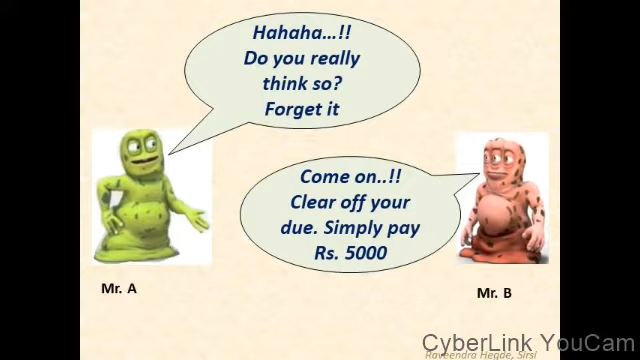 Hahaha...!!
Do you really
think so?
Forget it
Come on..!!
Clear off your
due. Simply pay
Rs. 5000
Mr. A
Mr. B
CyberLink YouCam
Raveendra Hegde, Sirsi